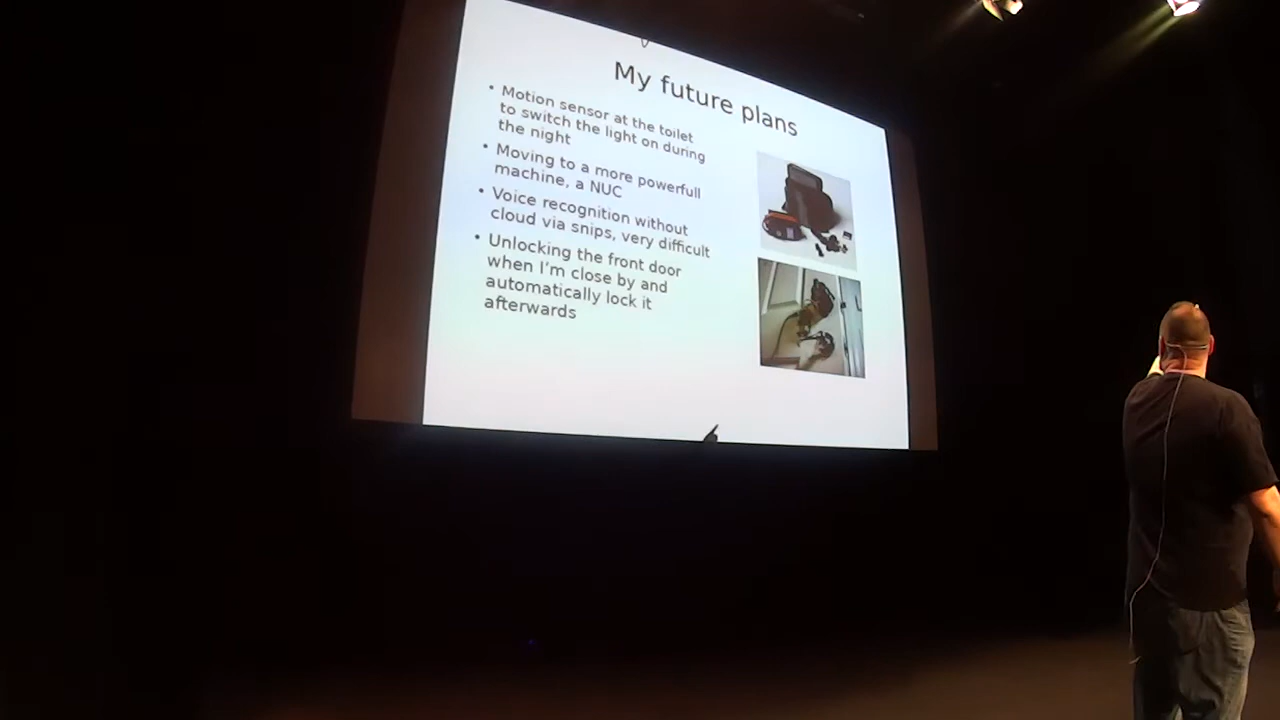 My future plans
• Motion sensor at the toilet
to switch the light on during
the night
• Moving to a more powerfull
machine, a NUC
• Voice recognition without
cloud via snips, very difficult
• Unlocking the front door
when I'm close by and
automatically lock it
afterwards